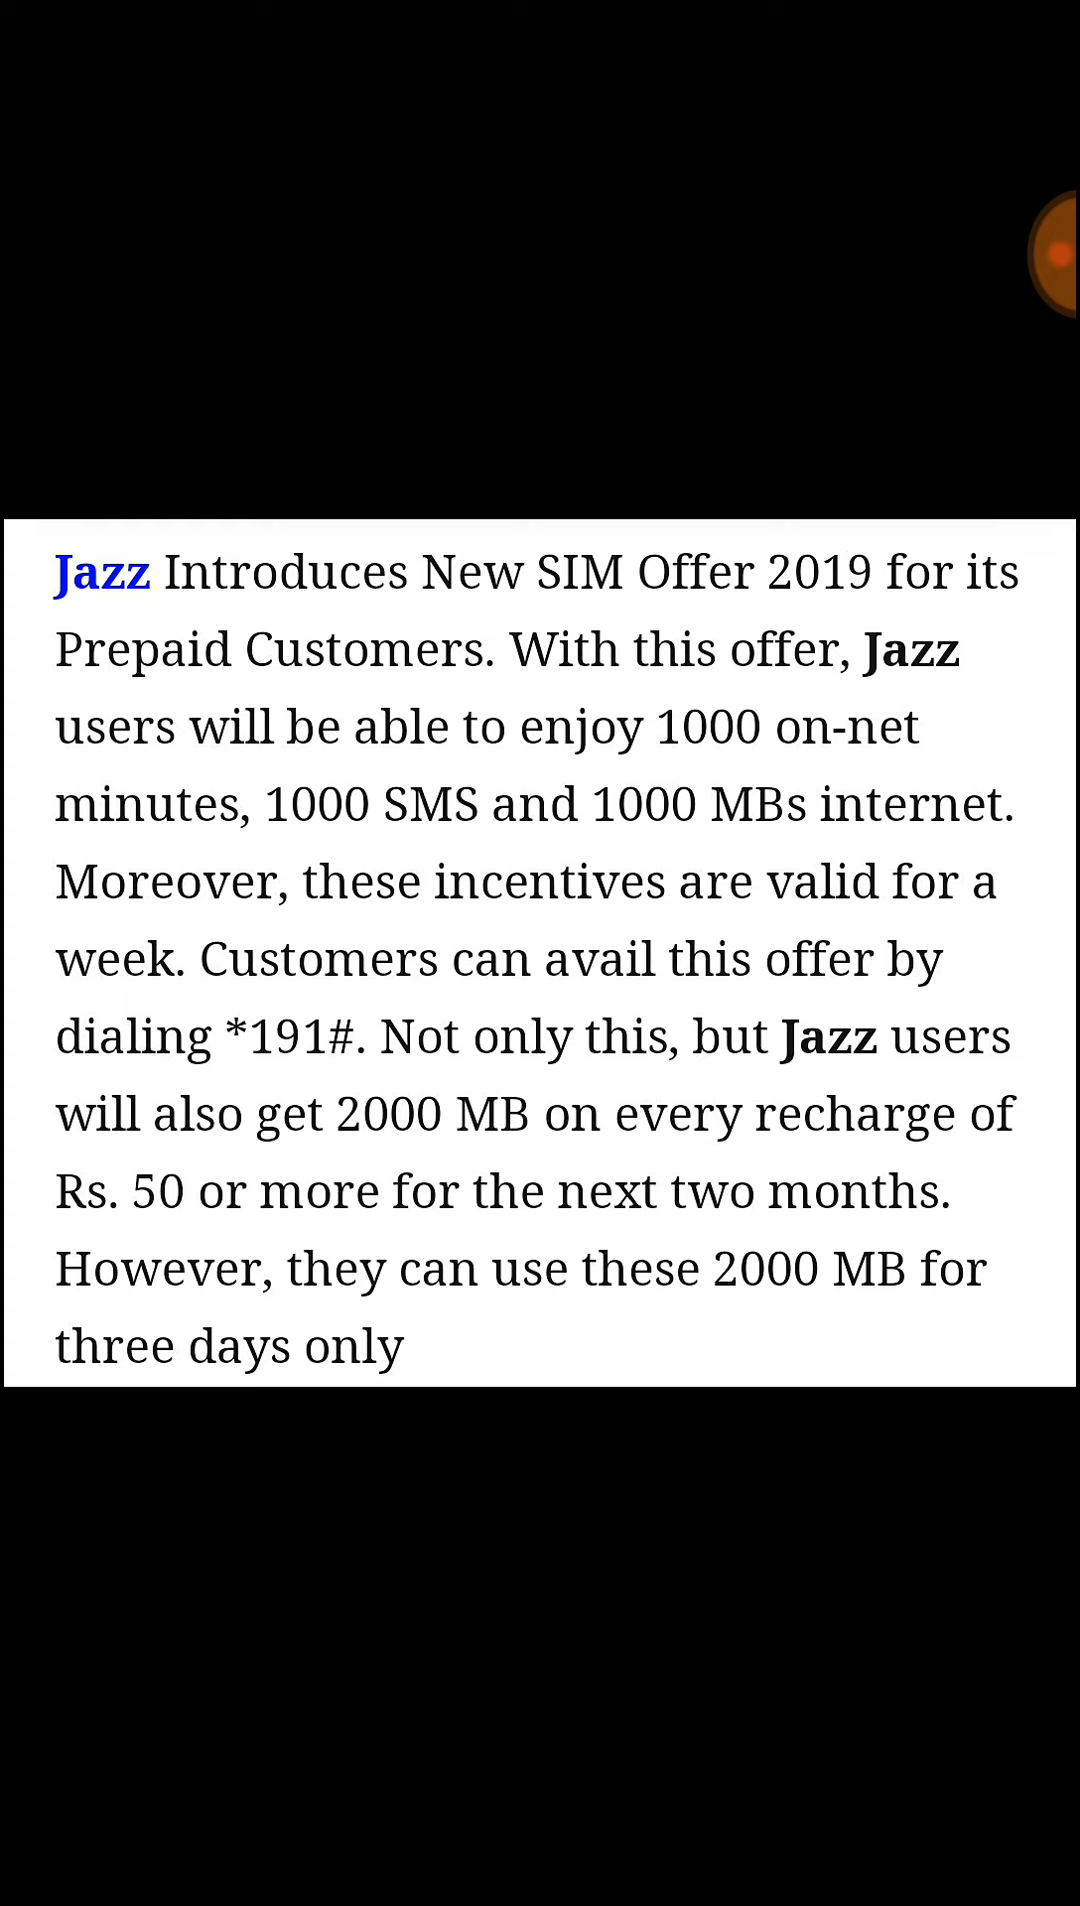 Jazz Introduces New SIM Offer 2019 for its
Prepaid Customers. With this offer, Jazz
users will be able to enjoy 1000 on-net
minutes, 1000 SMS and 1000 MBs internet.
Moreover, these incentives are valid for a
week. Customers can avail this offer by
dialing *191#. Not only this, but Jazz users
will also get 2000 MB on every recharge of
Rs. 50 or more for the next two months.
However, they can use these 2000 MB for
three days only